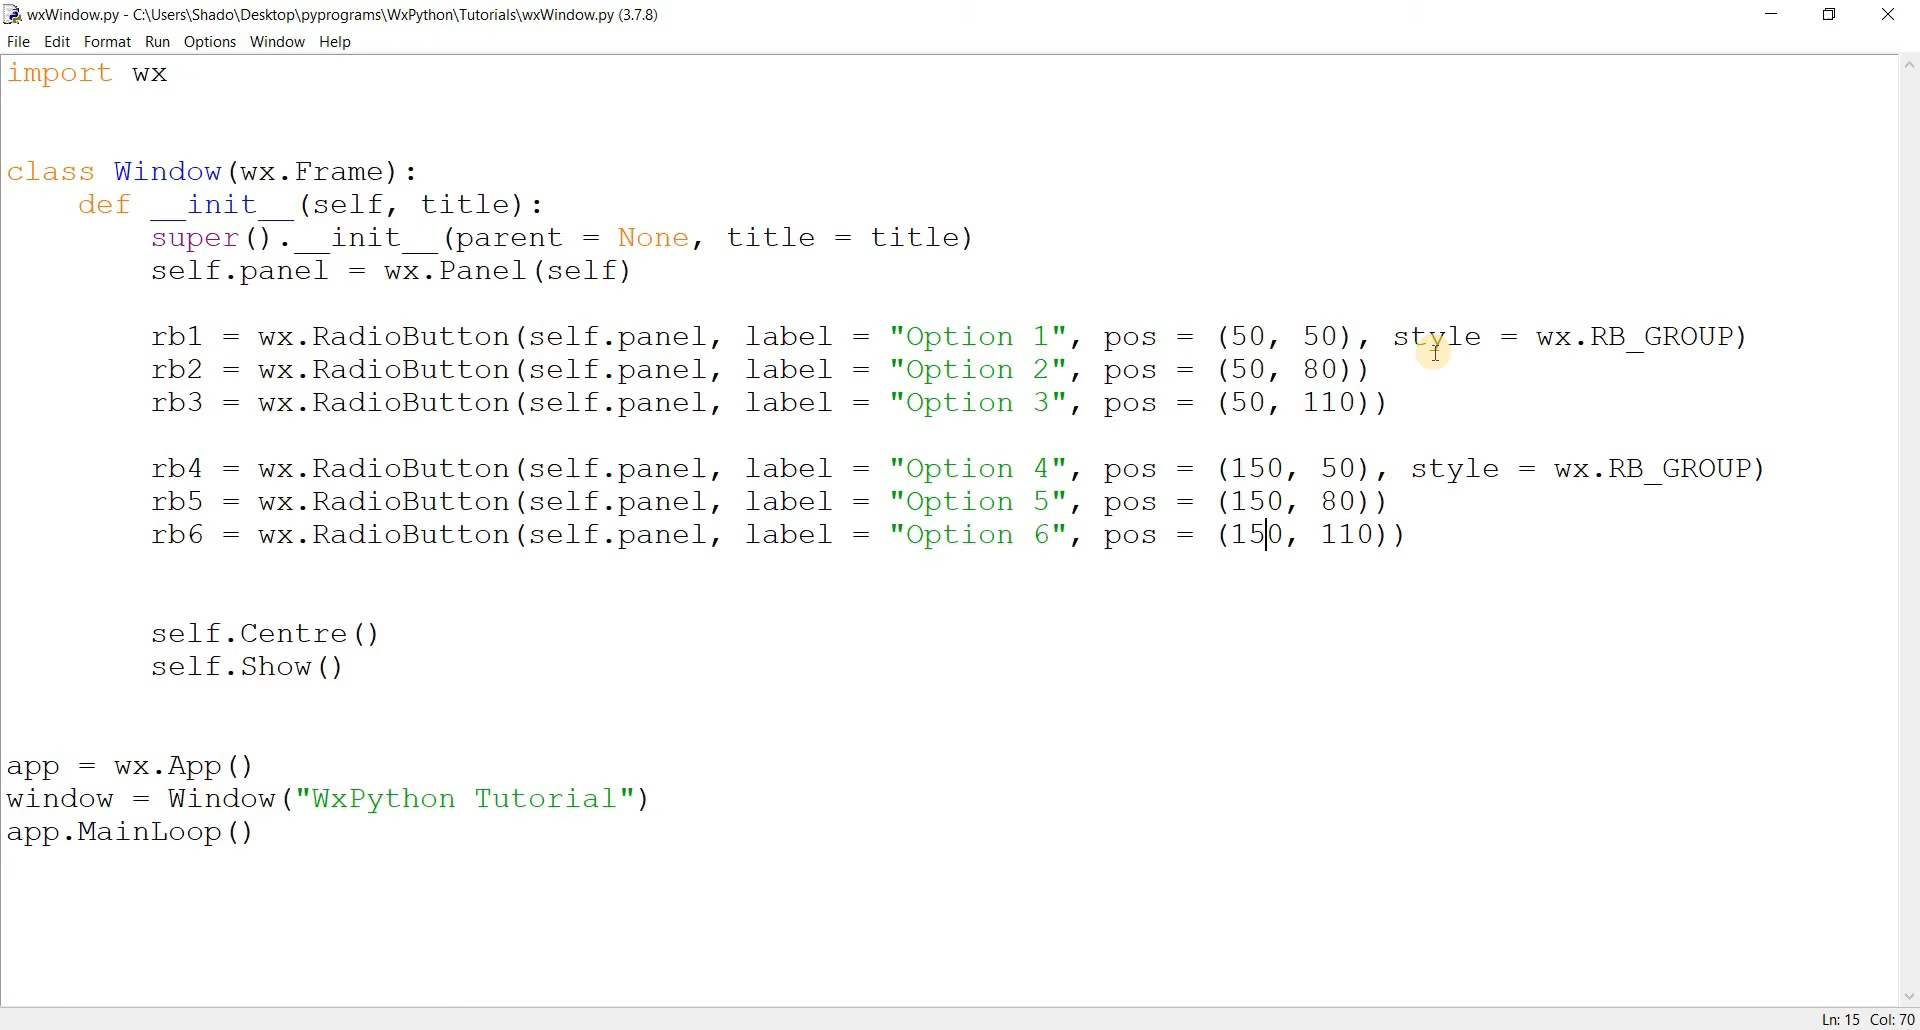 wxWindow.py - C:\Users\Shado\Desktop\pyprograms\WxPython\Tutorials\wxWindow.py (3.7.8)
File Edit Format Run Options Window Help
import wx
class Window(wx.Frame):
    def __init__(self, title):
        super().__init__(parent = None, title = title)
        self.panel = wx.Panel(self)
        rb1 = wx.RadioButton(self.panel, label = "Option 1", pos = (50, 50), style = wx.RB_GROUP)
        rb2 = wx.RadioButton(self.panel, label = "Option 2", pos = (50, 80))
        rb3 = wx.RadioButton(self.panel, label = "Option 3", pos = (50, 110))
        rb4 = wx.RadioButton(self.panel, label = "Option 4", pos = (150, 50), style = wx.RB_GROUP)
        rb5 = wx.RadioButton(self.panel, label = "Option 5", pos = (150, 80))
        rb6 = wx.RadioButton(self.panel, label = "Option 6", pos = (150, 110))
        self.Centre()
        self.Show()
app = wx.App()
window = Window("WxPython Tutorial")
app.MainLoop()
Ln: 15 Col: 70